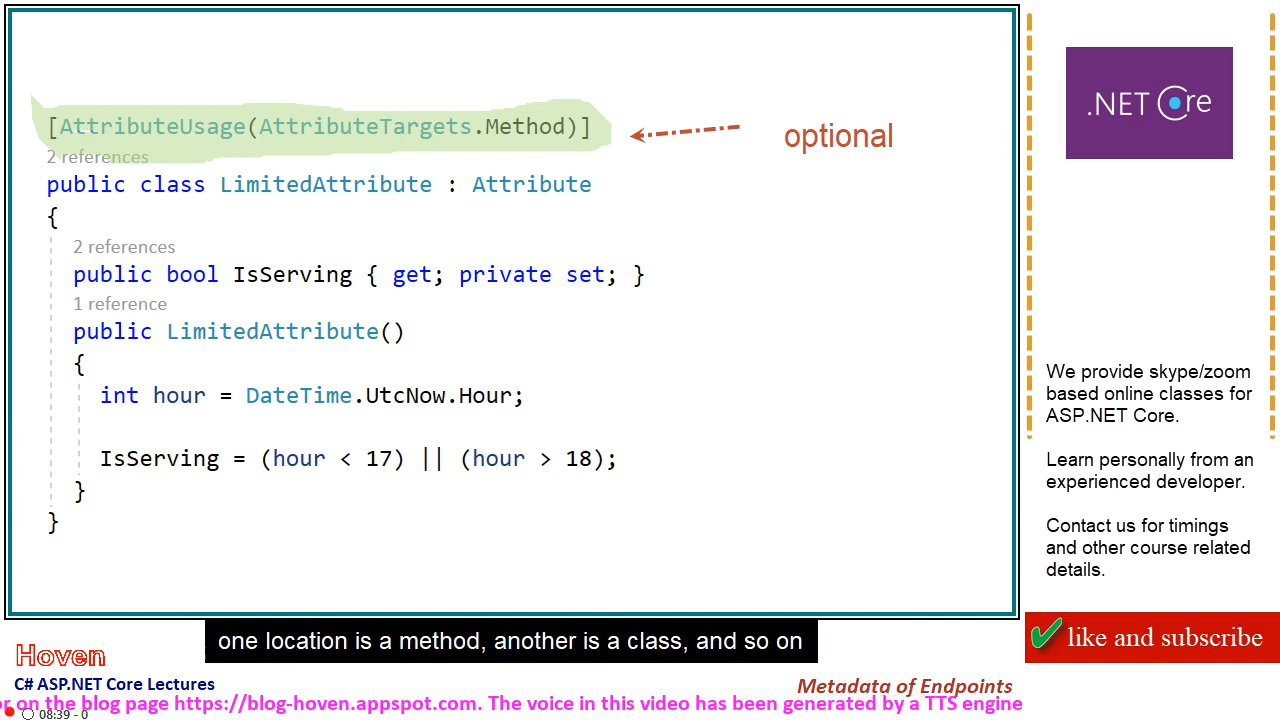 [AttributeUsage(AttributeTargets.Method)]
optional
2 references
public class LimitedAttribute : Attribute
{
2 references
public bool IsServing { get; private set; }
1 reference
public LimitedAttribute()
{
int hour = DateTime.UtcNow.Hour;
IsServing = (hour < 17) || (hour > 18);
}
}
.NET Core
We provide skype/zoom
based online classes for
ASP.NET Core.
Learn personally from an
experienced developer.
Contact us for timings
and other course related
details.
like and subscribe
one location is a method, another is a class, and so on
Hoven
C# ASP.NET Core Lectures
Metadata of Endpoints
or on the blog page https://blog-hoven.appspot.com. The voice in this video has been generated by a TTS engine
08:39 - 0